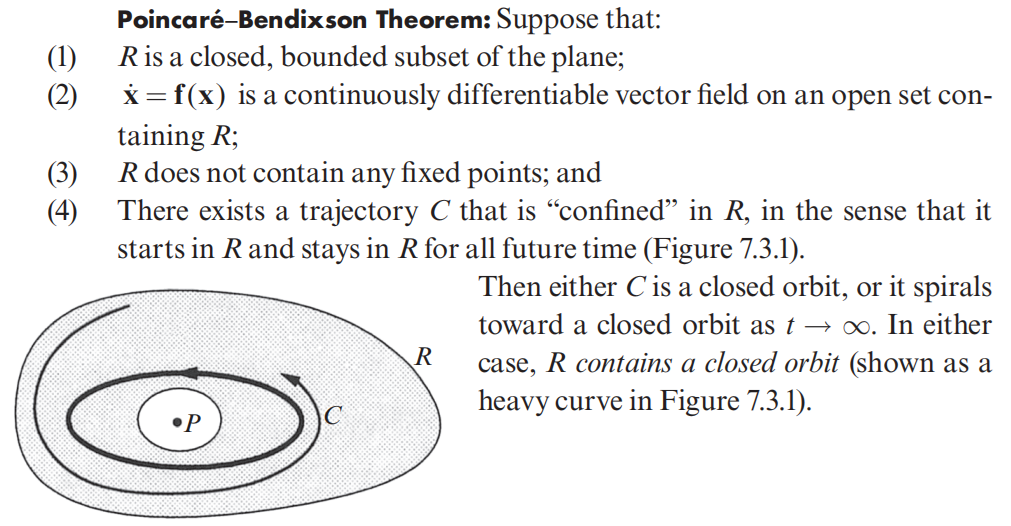 Poincaré–Bendixson Theorem: Suppose that:
(1) R is a closed, bounded subset of the plane;
(2) ẋ = f(x) is a continuously differentiable vector field on an open set con-
taining R;
(3) R does not contain any fixed points; and
(4) There exists a trajectory C that is “confined” in R, in the sense that it
starts in R and stays in R for all future time (Figure 7.3.1).
Then either C is a closed orbit, or it spirals
toward a closed orbit as t → ∞. In either
case, R contains a closed orbit (shown as a
heavy curve in Figure 7.3.1).
R
C
P